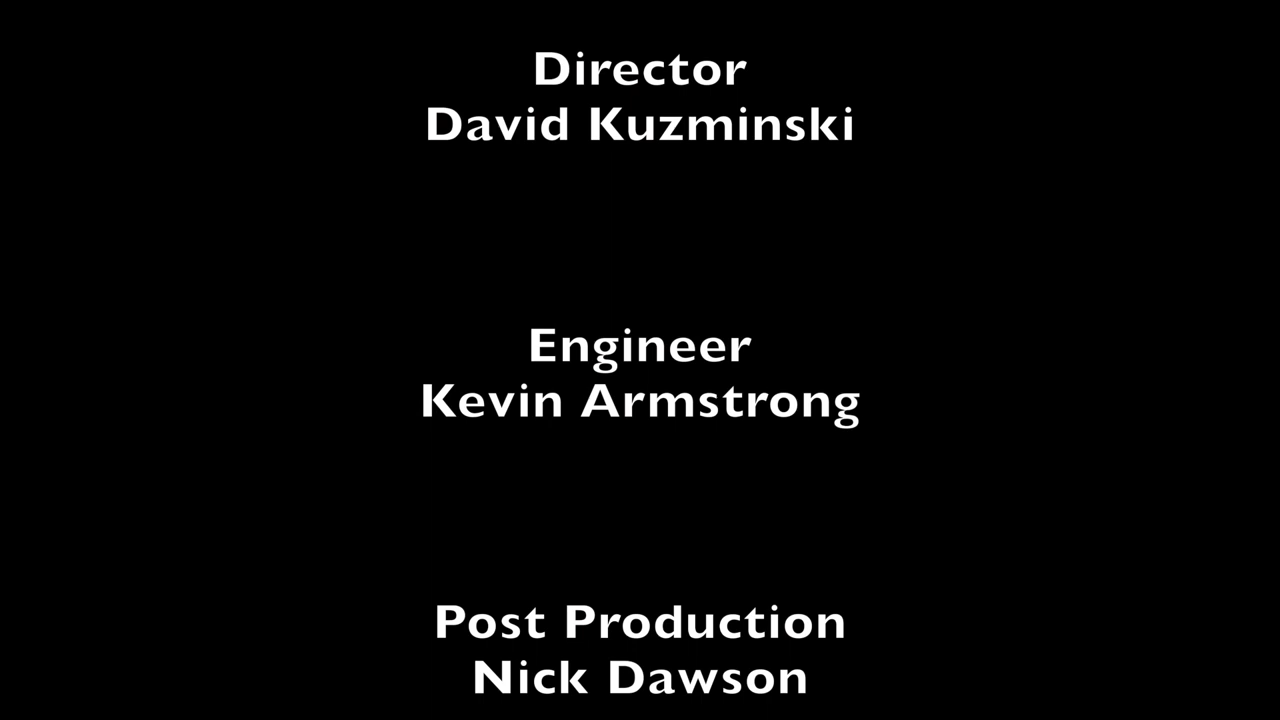 Director
David Kuzminski
Engineer
Kevin Armstrong
Post Production
Nick Dawson